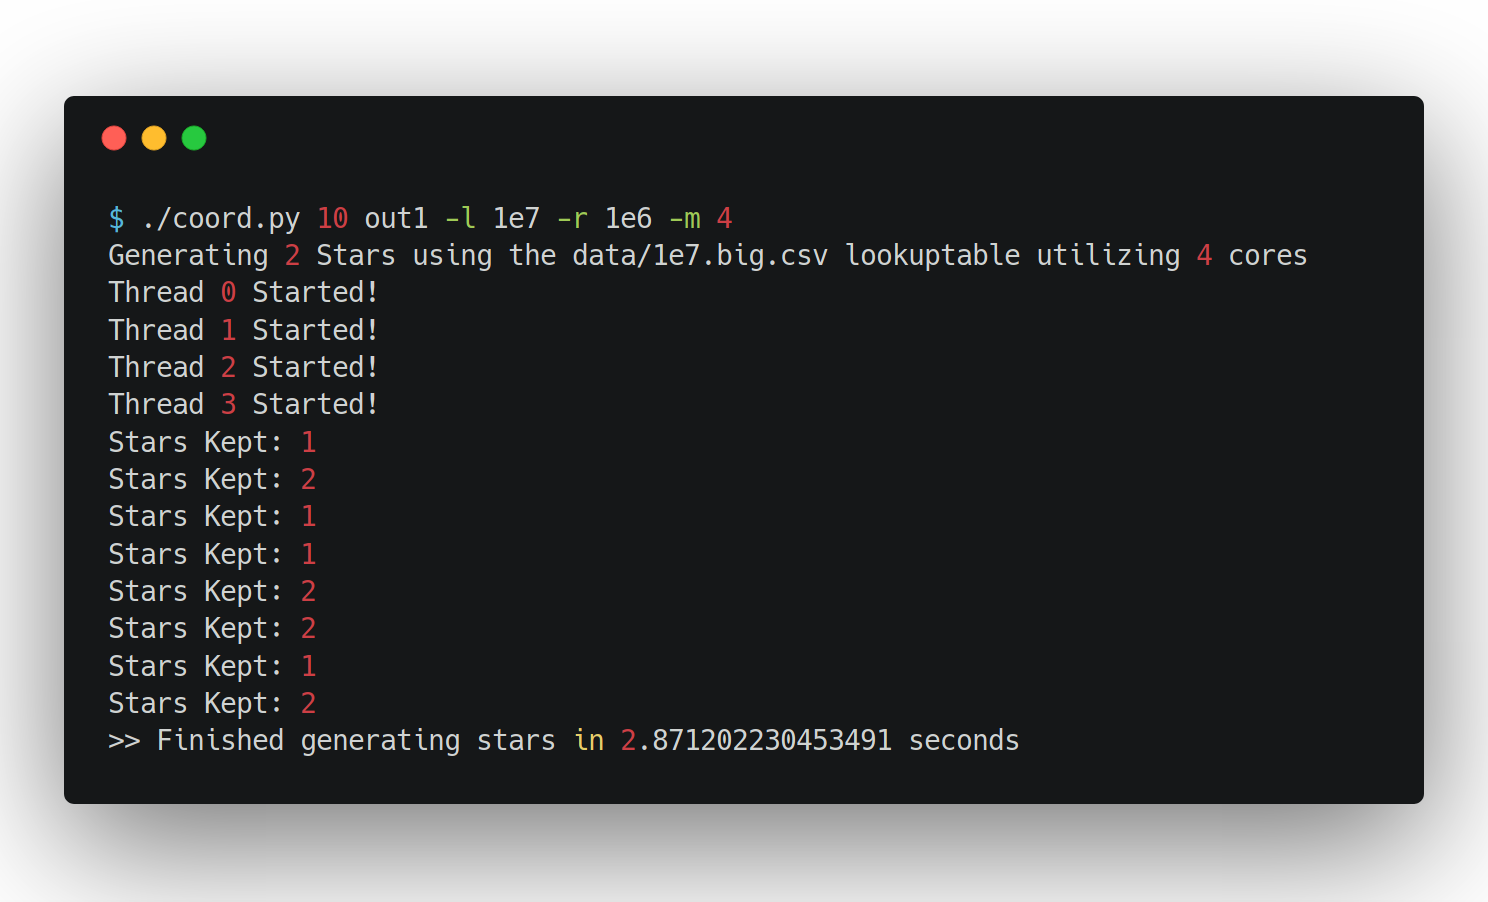 $ ./coord.py 10 out1 -l 1e7 -r 1e6 -m 4
Generating 2 Stars using the data/1e7.big.csv lookuptable utilizing 4 cores
Thread 0 Started!
Thread 1 Started!
Thread 2 Started!
Thread 3 Started!
Stars Kept: 1
Stars Kept: 2
Stars Kept: 1
Stars Kept: 1
Stars Kept: 2
Stars Kept: 2
Stars Kept: 1
Stars Kept: 2
>> Finished generating stars in 2.871202230453491 seconds